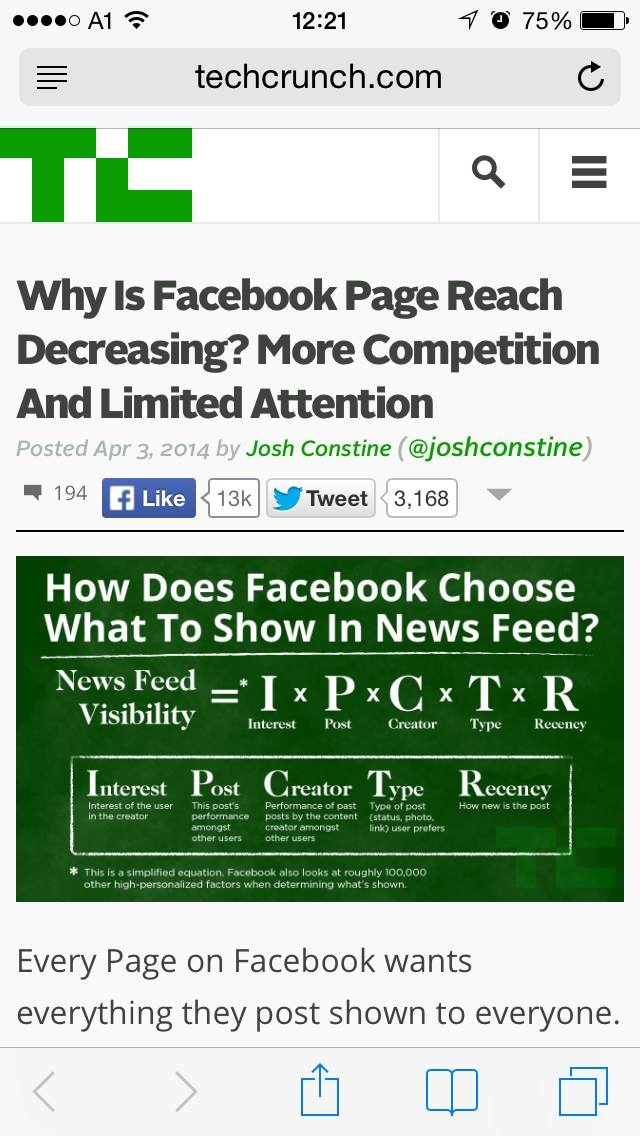 A1 12:21 75%
techcrunch.com
TC
Why Is Facebook Page Reach
Decreasing? More Competition
And Limited Attention
Posted Apr 3, 2014 by Josh Constine (@joshconstine)
194 Like 13k Tweet 3,168
How Does Facebook Choose
What To Show In News Feed?
News Feed
Visibility
=* I x P x C x T x R
Interest Post Creator Type Recency
Interest Post Creator Type Recency
Interest of the user
in the creator
This post's
performance
amongst
other users
Performance of past
posts by the content
creator amongst
other users
Type of post
(status, photo,
link) user prefers
How new is the post
* This is a simplified equation. Facebook also looks at roughly 100,000
other high-personalized factors when determining what's shown.
TC
Every Page on Facebook wants
everything they post shown to everyone.